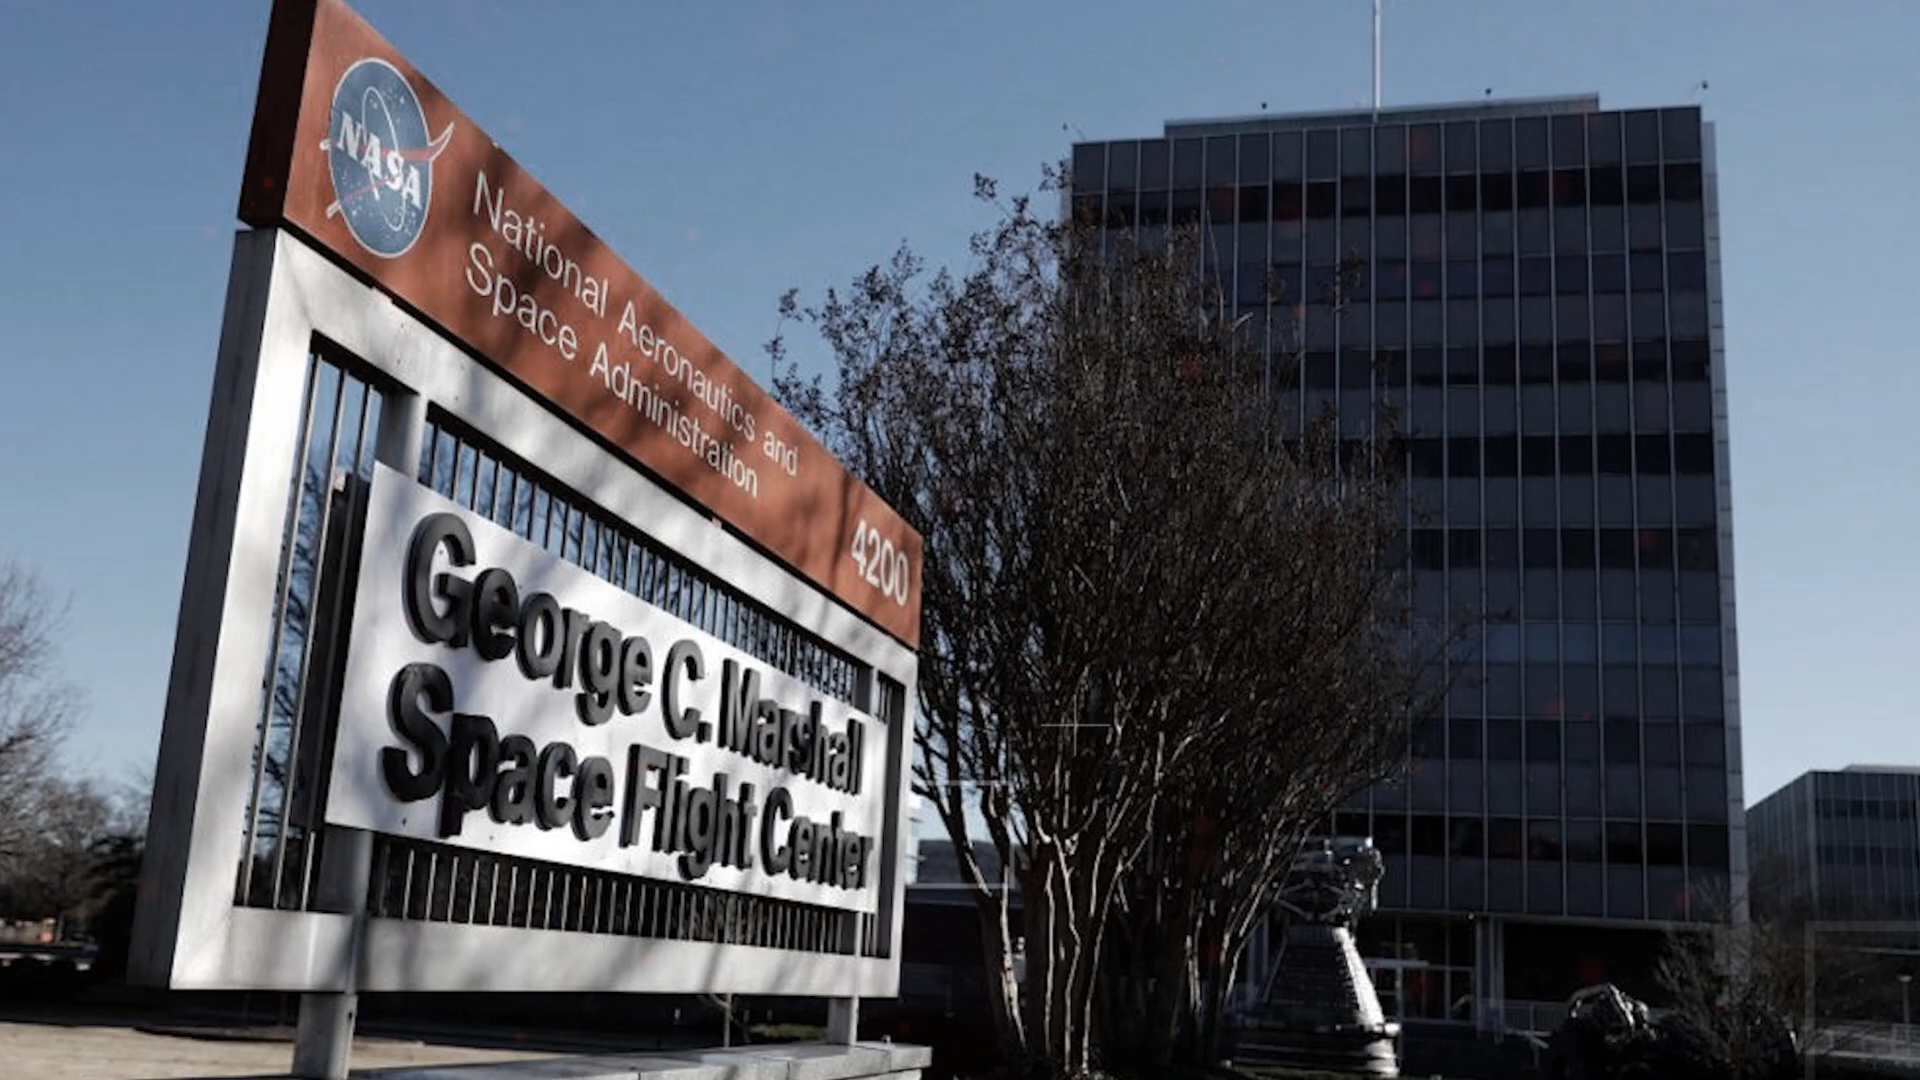 NASA
National Aeronautics and
Space Administration
4200
George C. Marshall
Space Flight Center